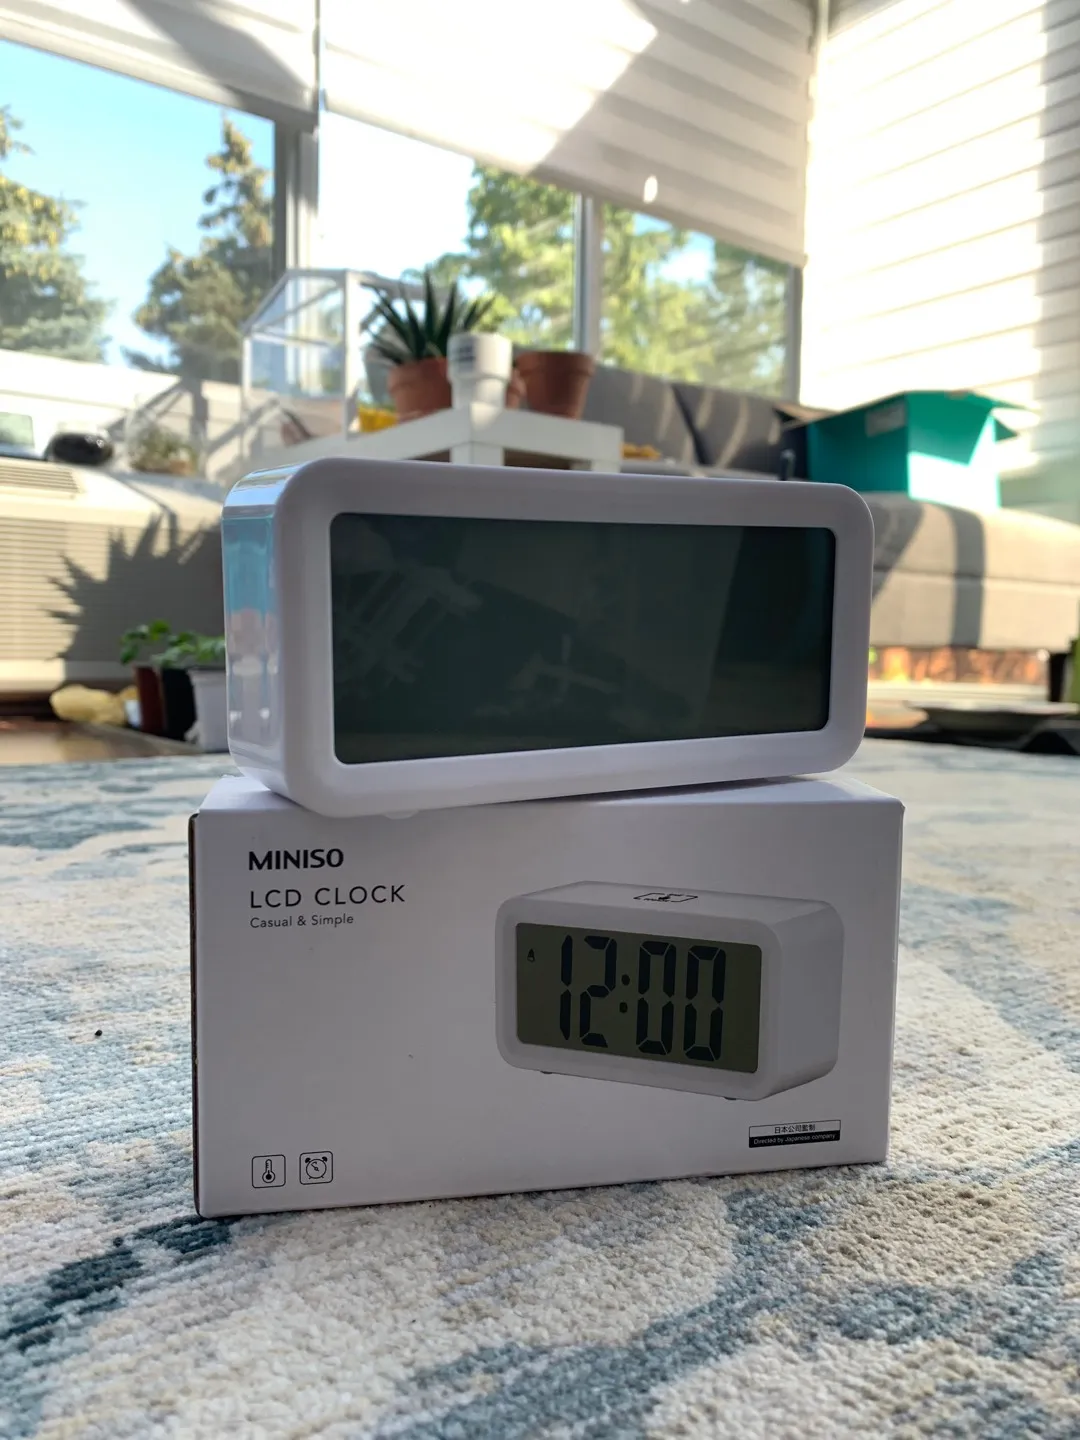 MINISO
LCD CLOCK
Casual & Simple
12:00
日本公司監制
Directed by Japanese company